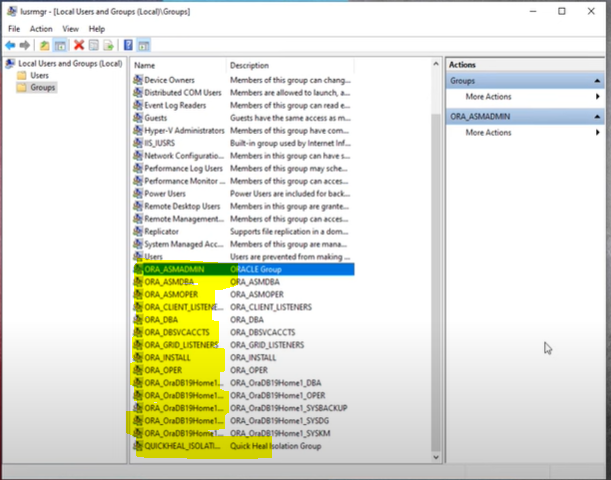 lusrmgr - [Local Users and Groups (Local)\Groups]
File Action View Help
Local Users and Groups (Local)
Users
Groups
Name Description
Device Owners Members of this group can chang...
Distributed COM Users Members are allowed to launch, a...
Event Log Readers Members of this group can read e...
Guests Guests have the same access as m...
Hyper-V Administrators Members of this group have com...
IIS_IUSRS Built-in group used by Internet Inf...
Network Configuratio... Members in this group can have s...
Performance Log Users Members of this group may sche...
Performance Monitor ... Members of this group can acces...
Power Users Power Users are included for back...
Remote Desktop Users Members in this group are grante...
Remote Management... Members of this group can acces...
Replicator Supports file replication in a dom...
System Managed Acc... Members of this group are mana...
Users Users are prevented from making ...
ORA_ASMADMIN ORACLE Group
ORA_ASMDBA ORA_ASMDBA
ORA_ASMOPER ORA_ASMOPER
ORA_CLIENT_LISTENE... ORA_CLIENT_LISTENERS
ORA_DBA ORA_DBA
ORA_DBSVCACCTS ORA_DBSVCACCTS
ORA_GRID_LISTENERS ORA_GRID_LISTENERS
ORA_INSTALL ORA_INSTALL
ORA_OPER ORA_OPER
ORA_OraDB19Home1... ORA_OraDB19Home1_DBA
ORA_OraDB19Home1... ORA_OraDB19Home1_OPER
ORA_OraDB19Home1... ORA_OraDB19Home1_SYSBACKUP
ORA_OraDB19Home1... ORA_OraDB19Home1_SYSDG
ORA_OraDB19Home1... ORA_OraDB19Home1_SYSKM
QUICKHEAL_ISOLATI... Quick Heal Isolation Group
Actions
Groups
More Actions
ORA_ASMADMIN
More Actions